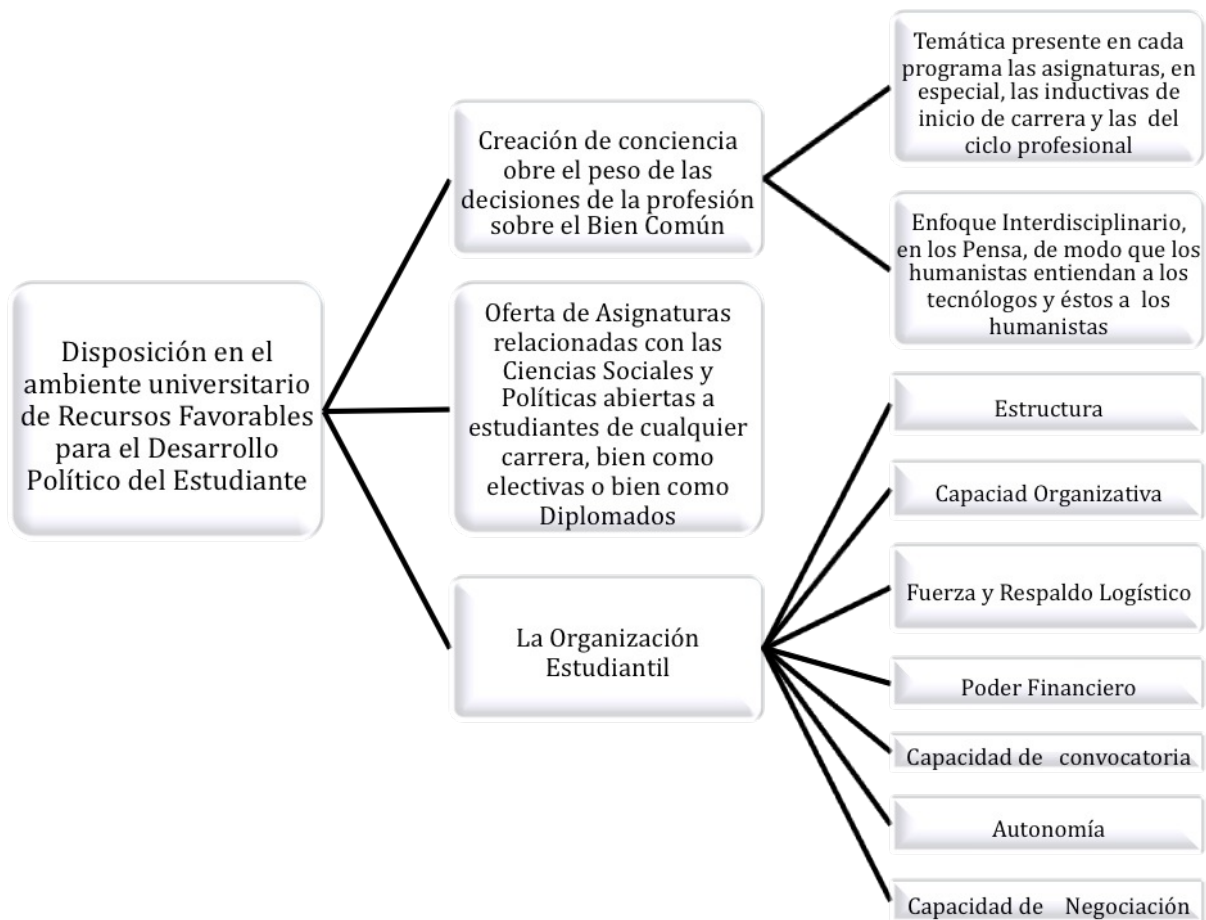 Disposición en el
ambiente universitario
de Recursos Favorables
para el Desarrollo
Político del Estudiante
Creación de conciencia
obre el peso de las
decisiones de la profesión
sobre el Bien Común
Temática presente en cada
programa las asignaturas, en
especial, las inductivas de
inicio de carrera y las del
ciclo profesional
Enfoque Interdisciplinario,
en los Pensa, de modo que los
humanistas entiendan a los
tecnólogos y éstos a los
humanistas
Oferta de Asignaturas
relacionadas con las
Ciencias Sociales y
Políticas abiertas a
estudiantes de cualquier
carrera, bien como
electivas o bien como
Diplomados
La Organización
Estudiantil
Estructura
Capaciad Organizativa
Fuerza y Respaldo Logístico
Poder Financiero
Capacidad de convocatoria
Autonomía
Capacidad de Negociación